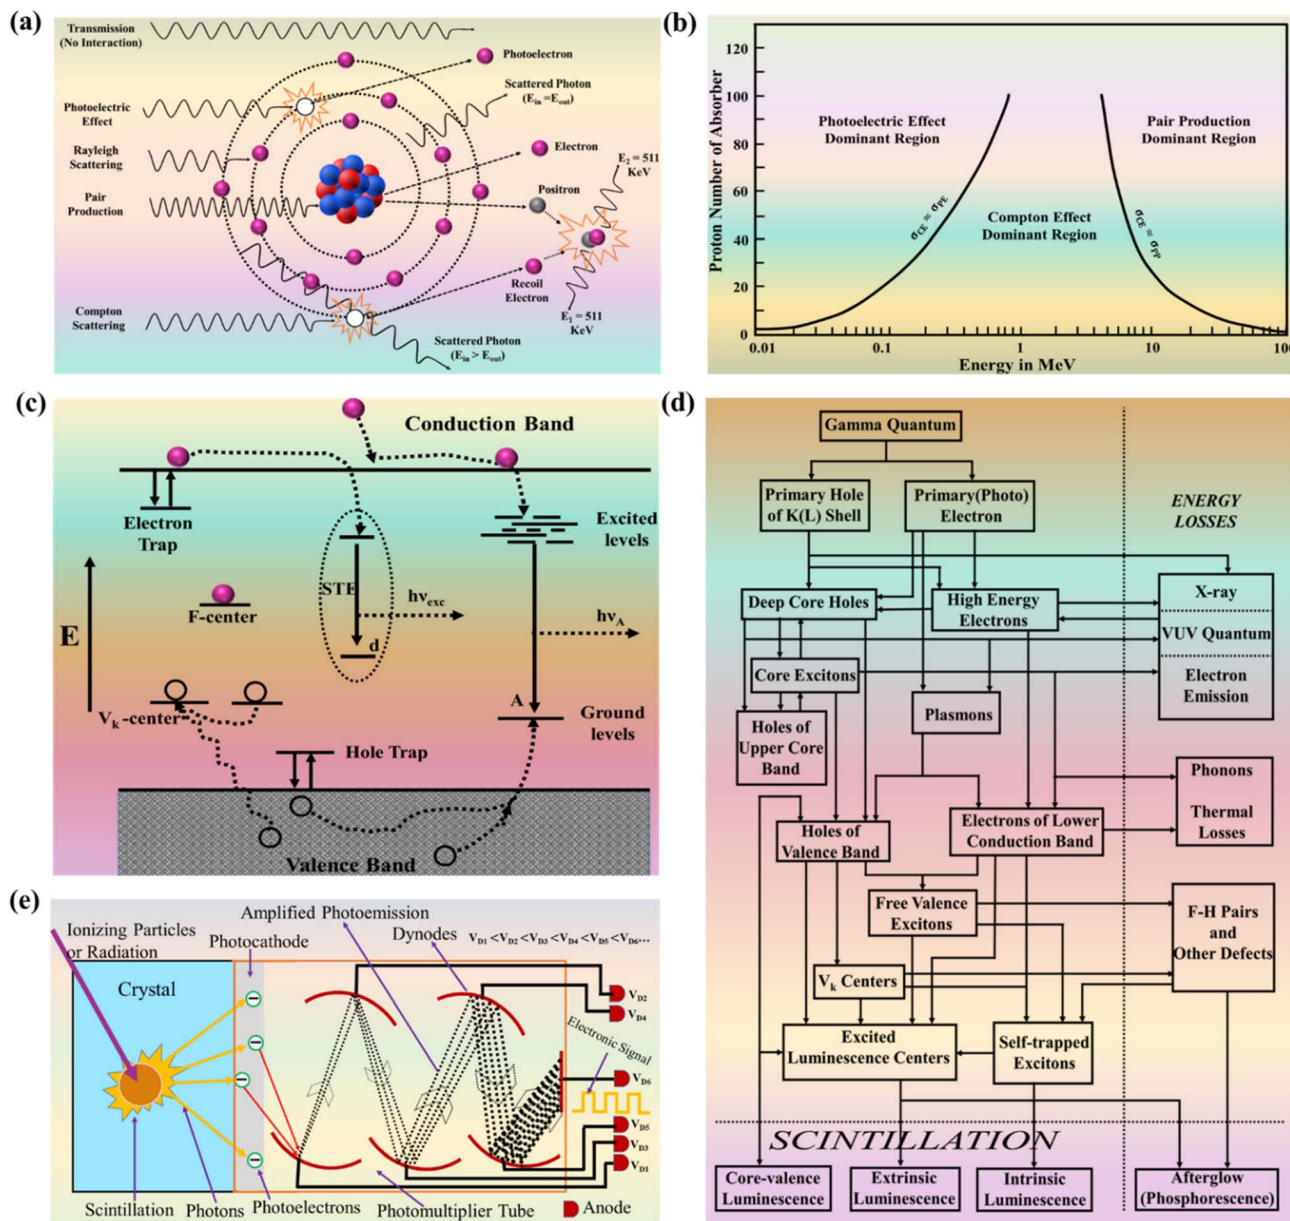 (a)
Transmission
(No Interaction)
Photoelectron
Scattered Photon
(E_in =E_out)
Photoelectric
Effect
Rayleigh
Scattering
Electron
E_2 = 511
KeV
Pair
Production
Positron
Recoil
Electron
E_1 = 511
KeV
Compton
Scattering
Scattered Photon
(E_in > E_out)
(b)
Proton Number of Absorber
120
100
80
60
40
20
0
Photoelectric Effect
Dominant Region
Pair Production
Dominant Region
σ_CE ≈ σ_PE
σ_CE ≈ σ_PP
Compton Effect
Dominant Region
0.01
0.1
1
10
100
Energy in MeV
(c)
Conduction Band
Electron
Trap
Excited
levels
STE
hν_exc
hν_A
F-center
E
d
A
V_k -center
Ground
levels
Hole Trap
Valence Band
(d)
Gamma Quantum
Primary Hole
of K(L) Shell
Primary(Photo)
Electron
ENERGY
LOSSES
Deep Core Holes
High Energy
Electrons
X-ray
VUV Quantum
Electron
Emission
Core Excitons
Plasmons
Holes of
Upper Core
Band
Phonons
Thermal
Losses
Holes of
Valence Band
Electrons of Lower
Conduction Band
Free Valence
Excitons
F-H Pairs
and
Other Defects
V_k Centers
Excited
Luminescence Centers
Self-trapped
Excitons
SCINTILLATION
Core-valence
Luminescence
Extrinsic
Luminescence
Intrinsic
Luminescence
Afterglow
(Phosphorescence)
(e)
Ionizing Particles
or Radiation
Amplified Photoemission
Photocathode
Dynodes
V_D1 <V_D2 <V_D3 <V_D4 <V_D5 <V_D6...
Crystal
V_D2
V_D4
Electronic Signal
V_D6
V_D5
V_D3
V_D1
Scintillation
Photons
Photoelectrons
Photomultiplier Tube
Anode